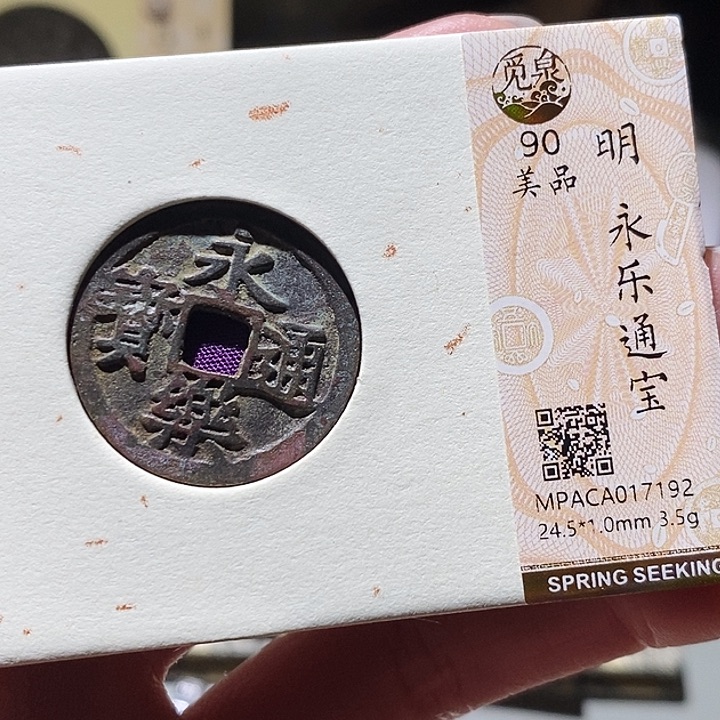 永樂通寶
觅泉
90
美品
明
永乐通宝
MPACA017192
24.5*1.0mm 3.5g
SPRING SEEKING